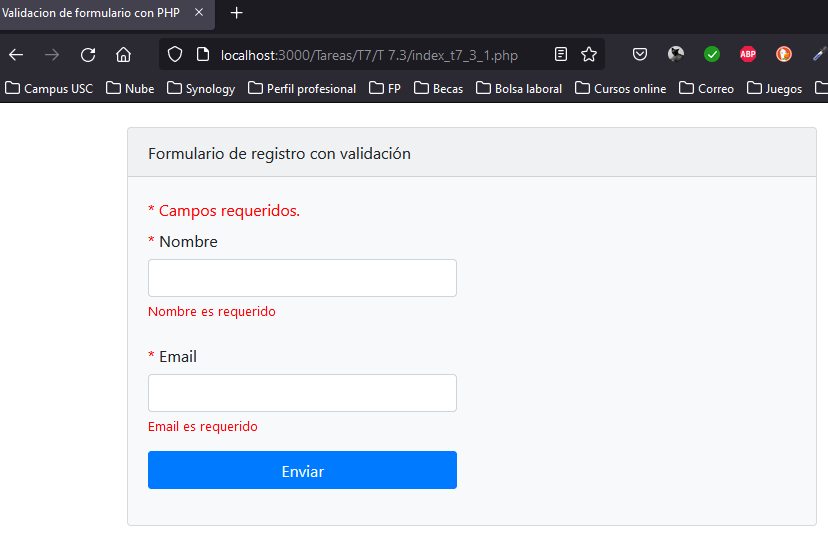 Validacion de formulario con PHP
localhost:3000/Tareas/T7/T 7.3/index_t7_3_1.php
ABP
Campus USC Nube Synology Perfil profesional FP Becas Bolsa laboral Cursos online Correo Juegos
Formulario de registro con validación
* Campos requeridos.
* Nombre
Nombre es requerido
* Email
Email es requerido
Enviar